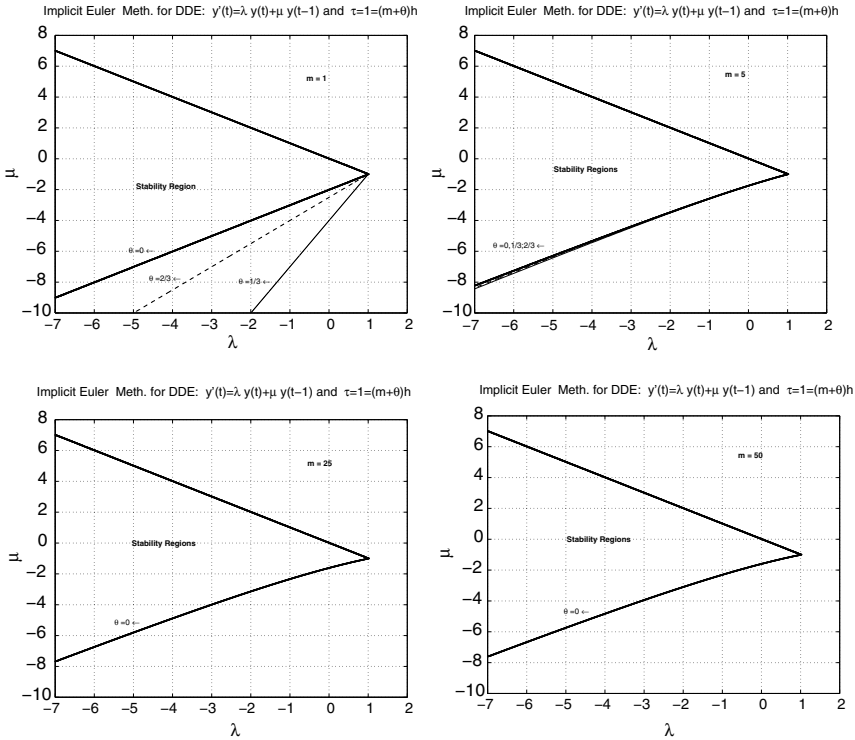 Implicit Euler Meth. for DDE: y'(t)=λ y(t)+μ y(t−1) and τ=1=(m+θ)h
8
6
4
2
0
−2
−4
−6
−8
−10
μ
m = 1
Stability Region
θ =0 ←
θ =2/3 ←
θ =1/3 ←
−7 −6 −5 −4 −3 −2 −1 0 1 2
λ
Implicit Euler Meth. for DDE: y'(t)=λ y(t)+μ y(t−1) and τ=1=(m+θ)h
8
6
4
2
0
−2
−4
−6
−8
−10
μ
m = 5
Stability Regions
θ =0,1/3;2/3 ←
−7 −6 −5 −4 −3 −2 −1 0 1 2
λ
Implicit Euler Meth. for DDE: y'(t)=λ y(t)+μ y(t−1) and τ=1=(m+θ)h
8
6
4
2
0
−2
−4
−6
−8
−10
μ
m = 25
Stability Regions
θ =0 ←
−7 −6 −5 −4 −3 −2 −1 0 1 2
λ
Implicit Euler Meth. for DDE: y'(t)=λ y(t)+μ y(t−1) and τ=1=(m+θ)h
8
6
4
2
0
−2
−4
−6
−8
−10
μ
m = 50
Stability Regions
θ =0 ←
−7 −6 −5 −4 −3 −2 −1 0 1 2
λ